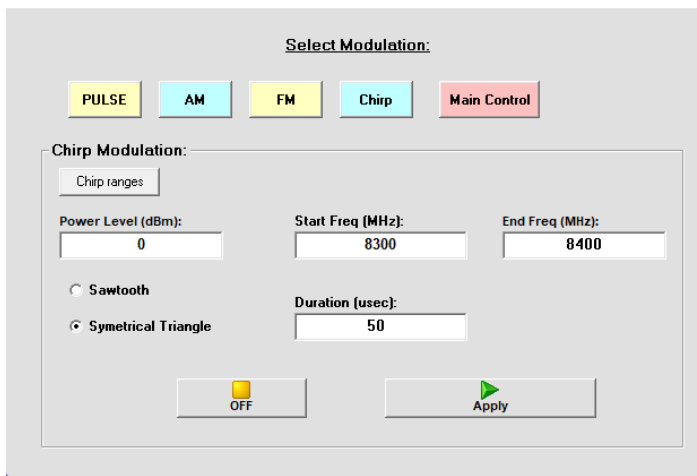 Select Modulation:
PULSE AM FM Chirp Main Control
Chirp Modulation:
Chirp ranges
Power Level (dBm): Start Freq (MHz): End Freq (MHz):
0 8300 8400
Sawtooth
Duration (usec):
Symetrical Triangle 50
OFF Apply